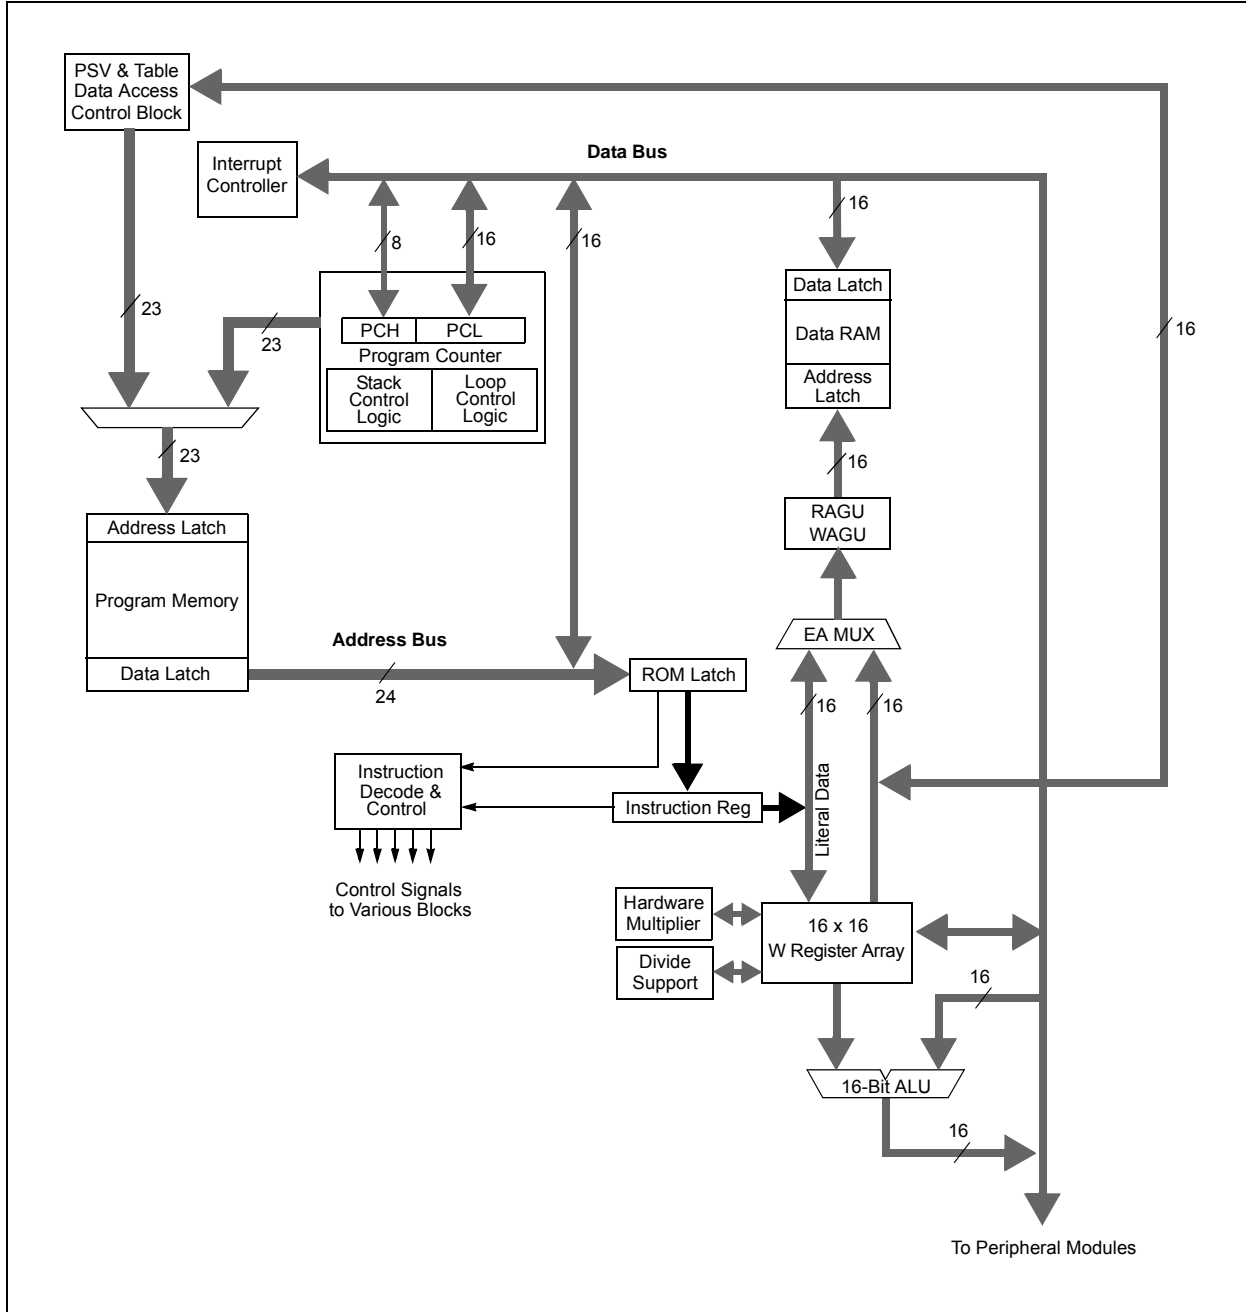 PSV & Table
Data Access
Control Block
Data Bus
Interrupt
Controller
16
8
16
16
Data Latch
23
23
16
PCH
PCL
Data RAM
Program Counter
Stack
Control
Logic
Loop
Control
Logic
Address
Latch
23
16
RAGU
WAGU
Address Latch
Program Memory
EA MUX
Address Bus
Data Latch
24
ROM Latch
16
16
Instruction
Decode &
Control
Instruction Reg
Literal Data
Control Signals
to Various Blocks
Hardware
Multiplier
16 x 16
W Register Array
Divide
Support
16
16-Bit ALU
16
To Peripheral Modules